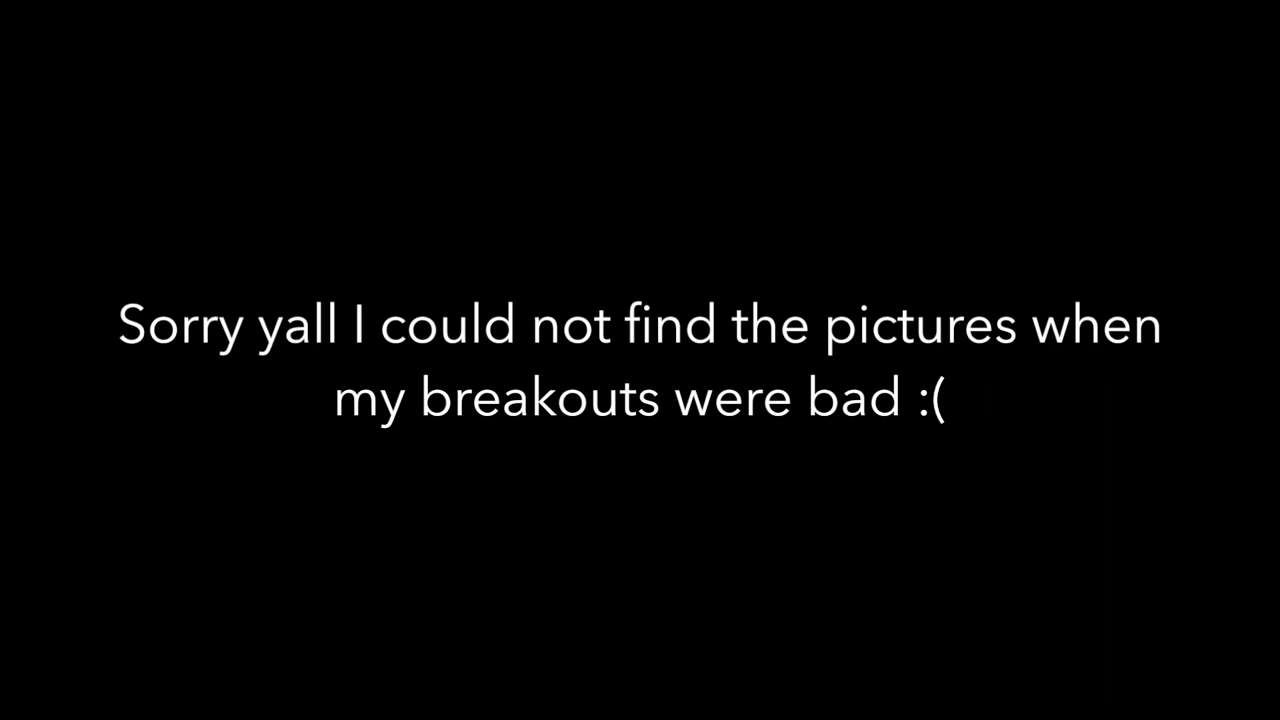 Sorry yall I could not find the pictures when
my breakouts were bad :(